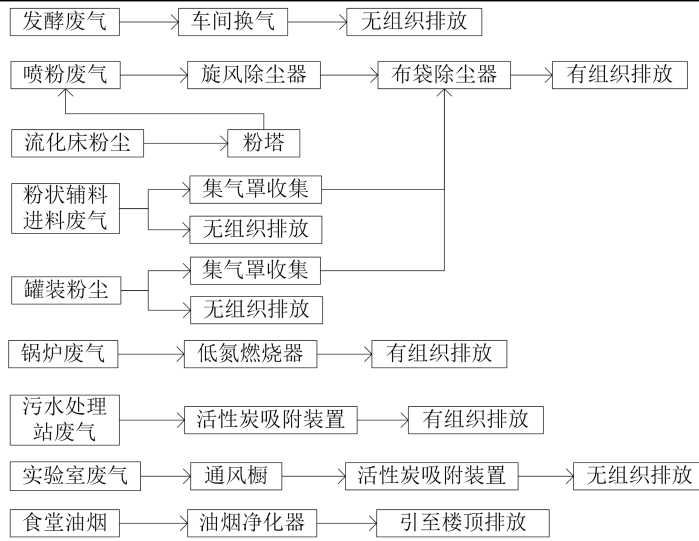 发酵废气 车间换气 无组织排放
喷粉废气 旋风除尘器 布袋除尘器 有组织排放
流化床粉尘 粉塔
粉状辅料
进料废气
集气罩收集
无组织排放
罐装粉尘
集气罩收集
无组织排放
锅炉废气 低氮燃烧器 有组织排放
污水处理
站废气
活性炭吸附装置 有组织排放
实验室废气 通风橱 活性炭吸附装置 无组织排放
食堂油烟 油烟净化器 引至楼顶排放